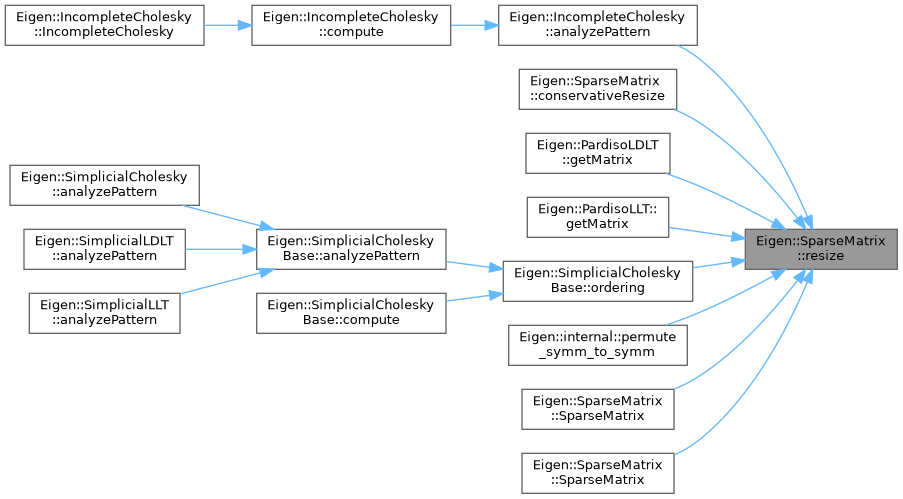 Eigen::IncompleteCholesky
::IncompleteCholesky
Eigen::IncompleteCholesky
::compute
Eigen::IncompleteCholesky
::analyzePattern
Eigen::SparseMatrix
::conservativeResize
Eigen::PardisoLDLT
::getMatrix
Eigen::SimplicialCholesky
::analyzePattern
Eigen::PardisoLLT::
getMatrix
Eigen::SimplicialLDLT
::analyzePattern
Eigen::SimplicialCholesky
Base::analyzePattern
Eigen::SparseMatrix
::resize
Eigen::SimplicialCholesky
Base::ordering
Eigen::SimplicialLLT
::analyzePattern
Eigen::SimplicialCholesky
Base::compute
Eigen::internal::permute
_symm_to_symm
Eigen::SparseMatrix
::SparseMatrix
Eigen::SparseMatrix
::SparseMatrix